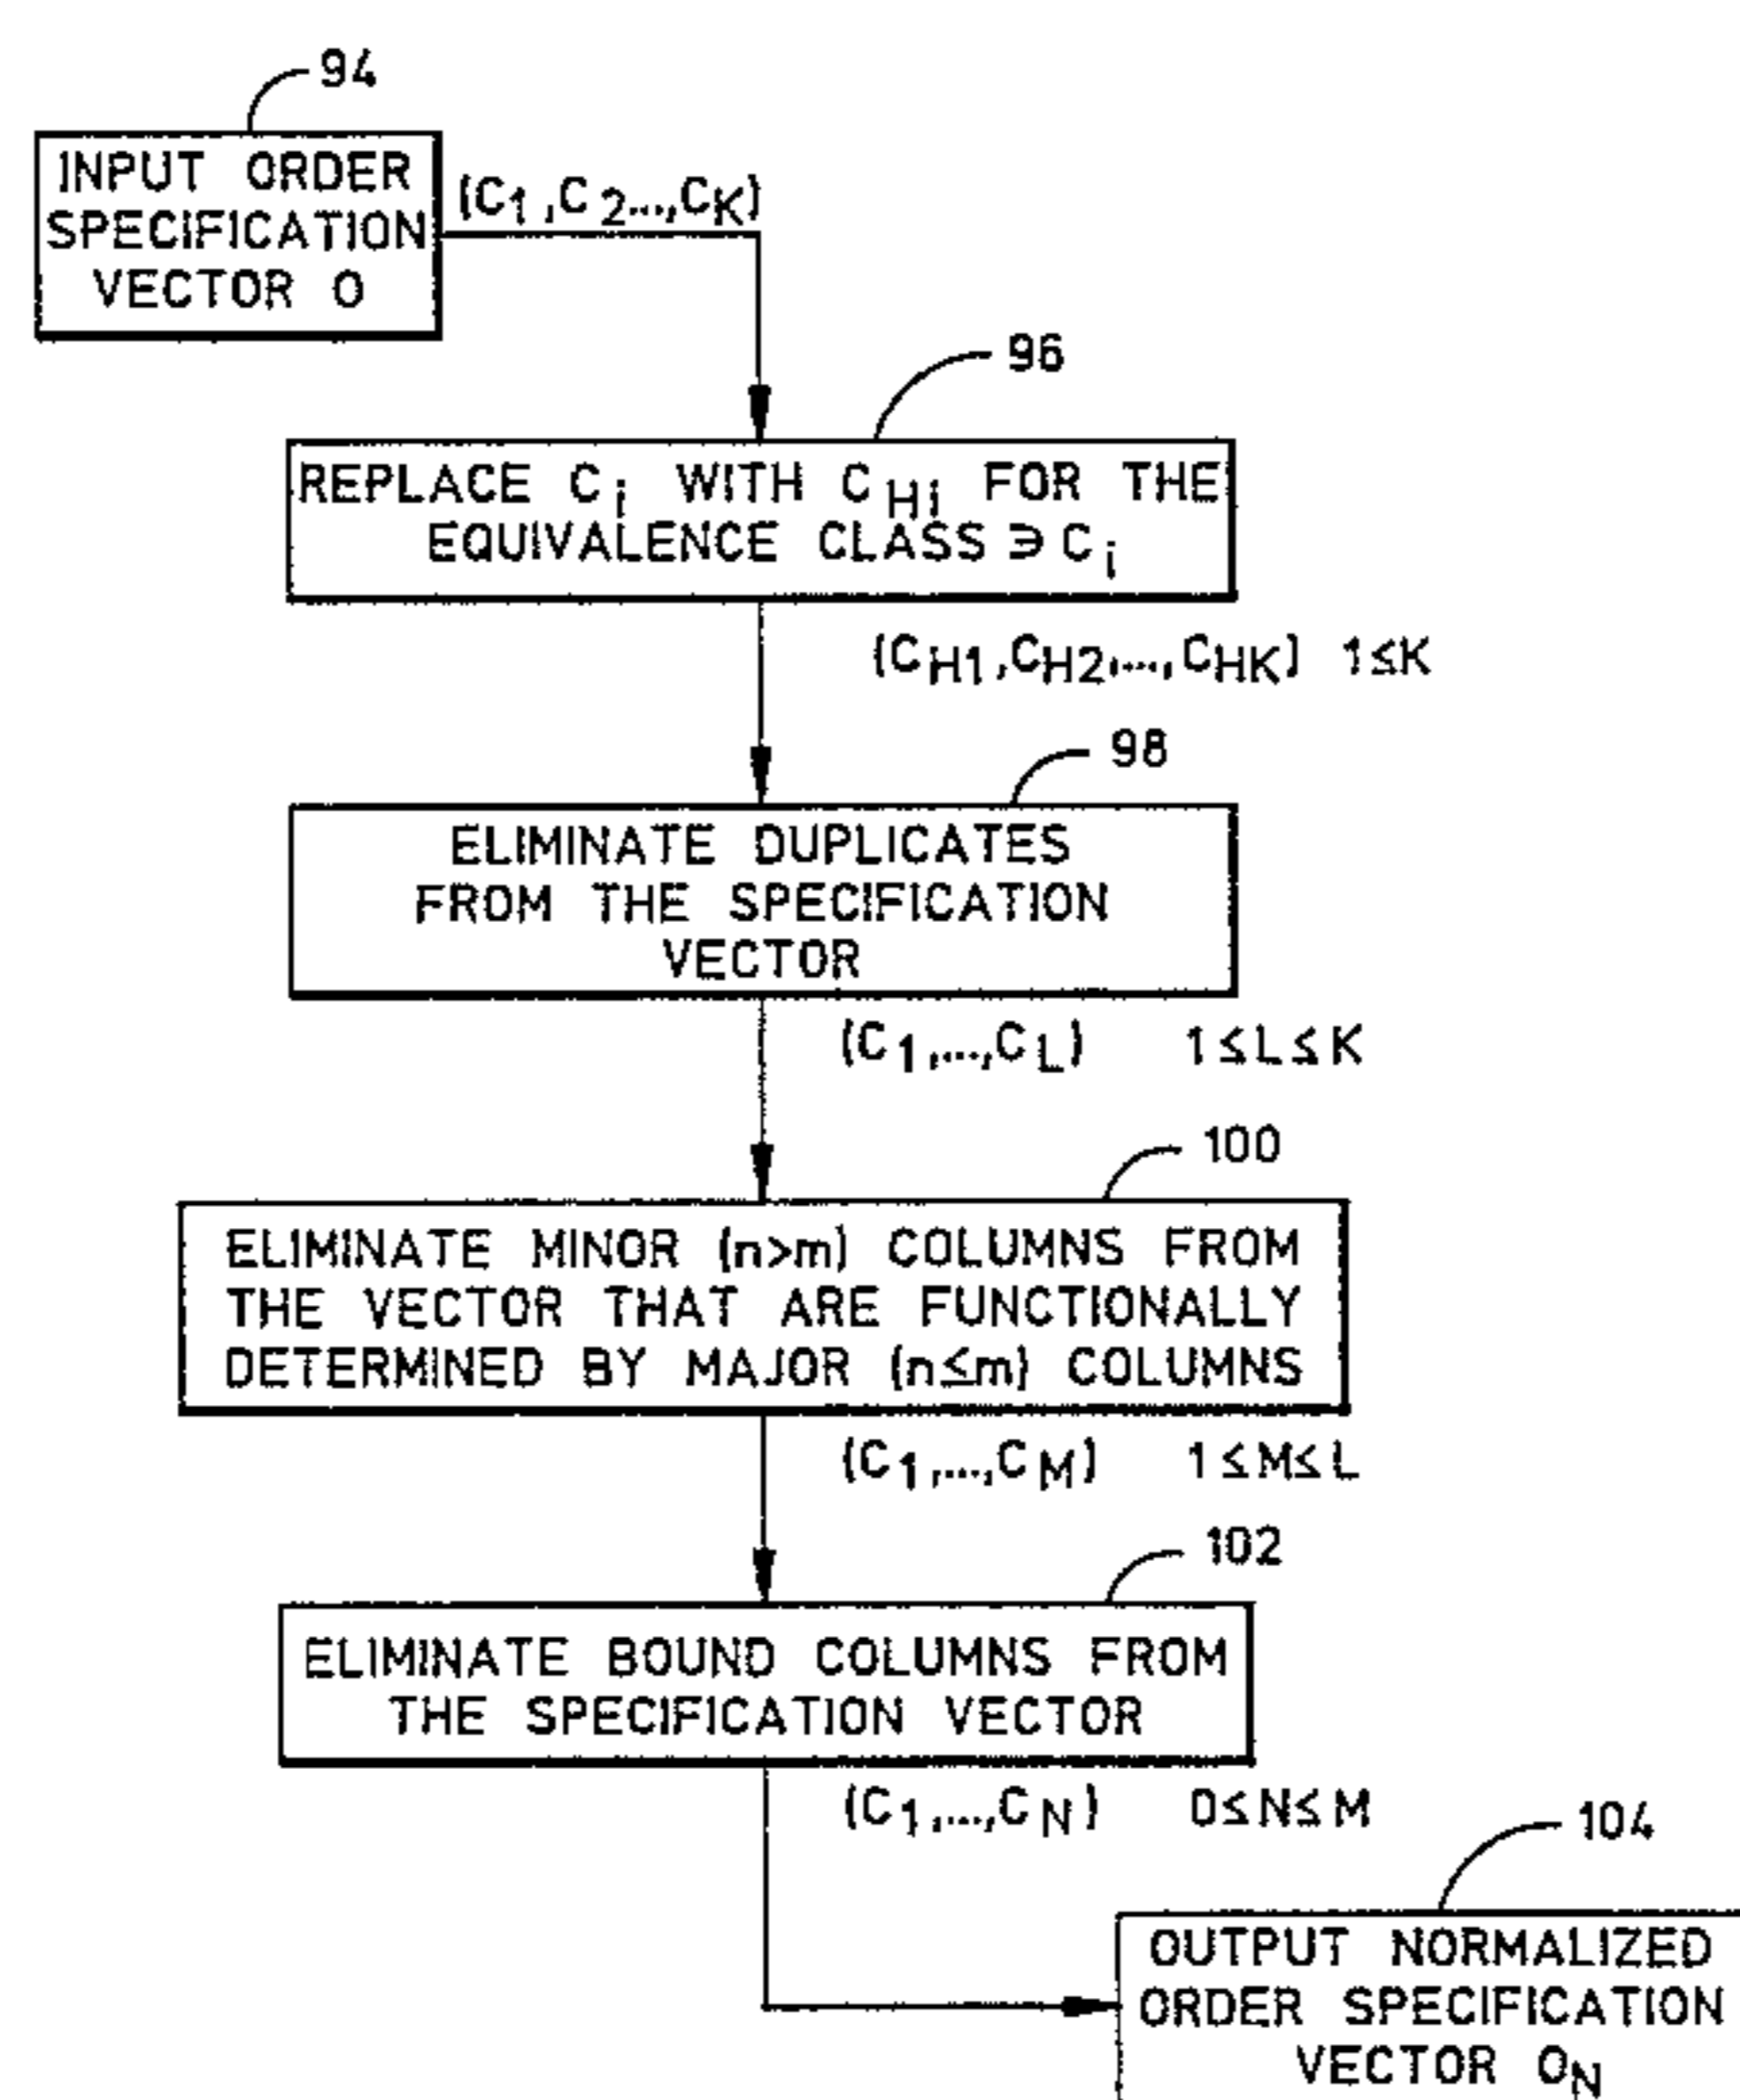 94
INPUT ORDER
SPECIFICATION
VECTOR O
(C1,C2...,CK)
96
REPLACE Ci WITH CHi FOR THE
EQUIVALENCE CLASS ∋ Ci
(CH1,CH2,...,CHK) 1≤K
98
ELIMINATE DUPLICATES
FROM THE SPECIFICATION
VECTOR
(C1,...,CL) 1≤L≤K
100
ELIMINATE MINOR (n>m) COLUMNS FROM
THE VECTOR THAT ARE FUNCTIONALLY
DETERMINED BY MAJOR (n≤m) COLUMNS
(C1,...,CM) 1≤M≤L
102
ELIMINATE BOUND COLUMNS FROM
THE SPECIFICATION VECTOR
(C1,...,CN) 0≤N≤M
104
OUTPUT NORMALIZED
ORDER SPECIFICATION
VECTOR ON